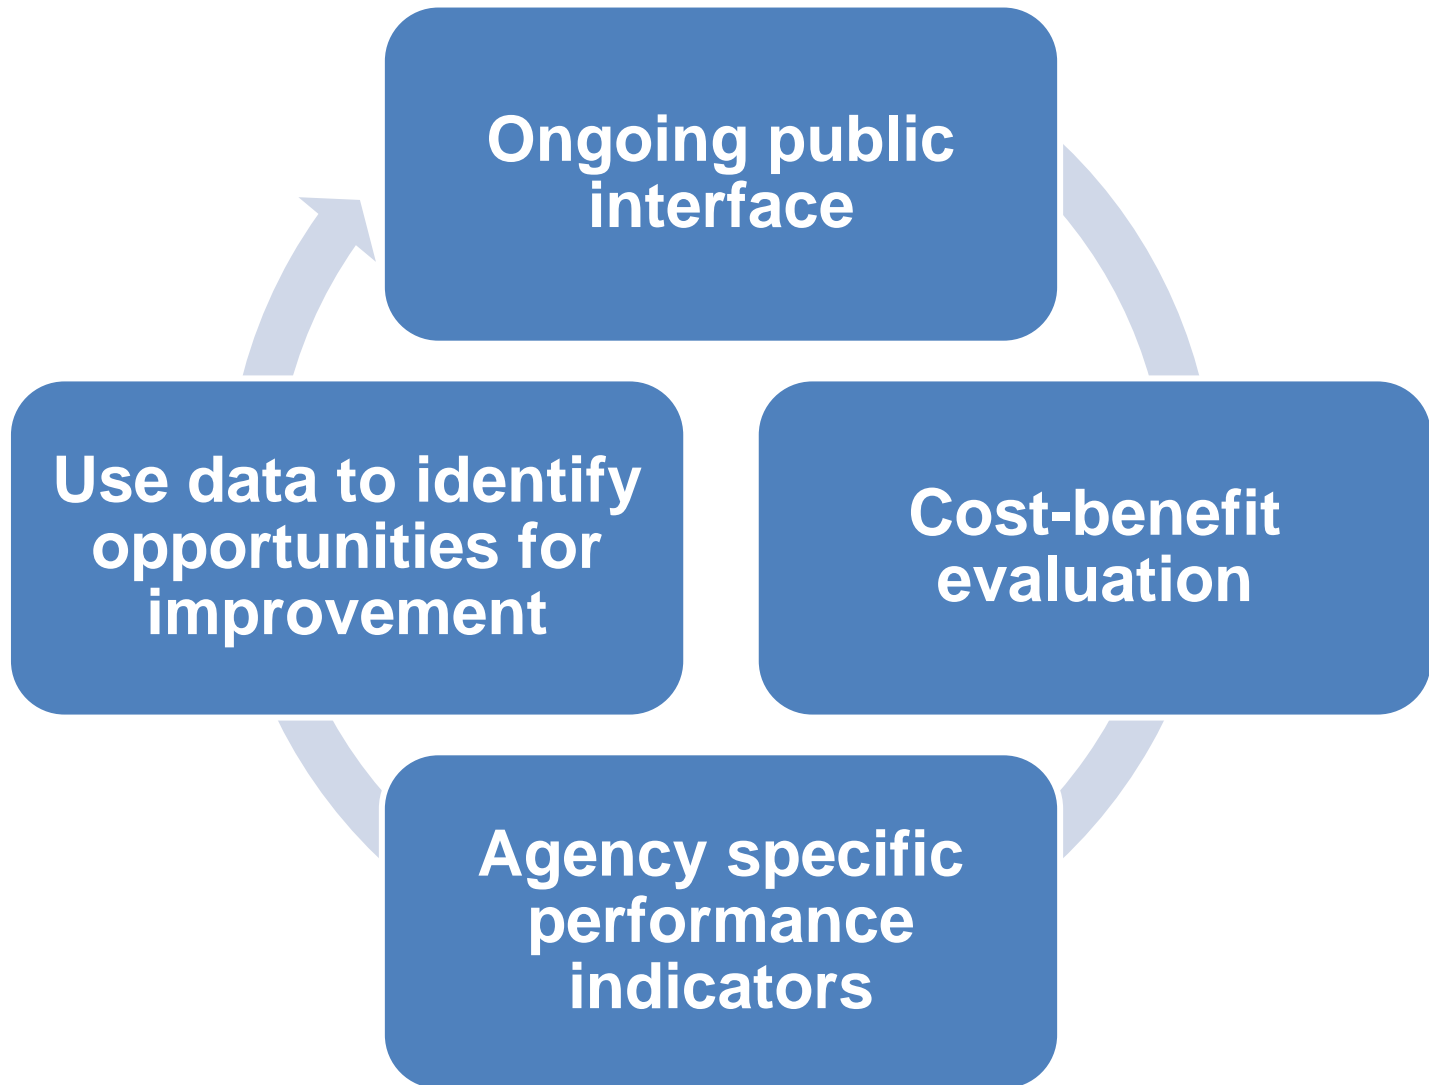 Ongoing public
interface
Cost-benefit
evaluation
Agency specific
performance
indicators
Use data to identify
opportunities for
improvement